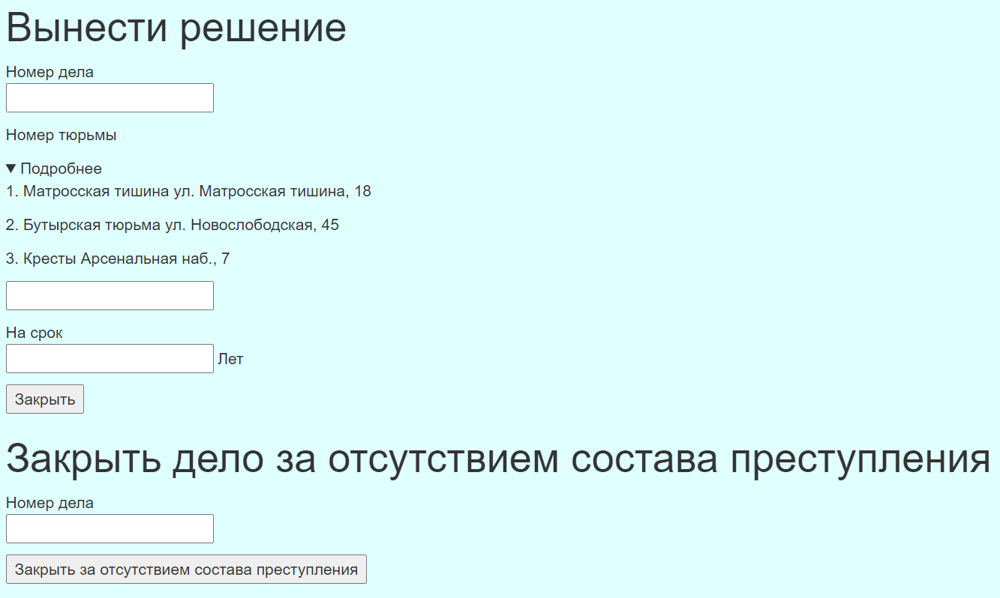 Вынести решение
Номер дела
Номер тюрьмы
Подробнее
1. Матросская тишина ул. Матросская тишина, 18
2. Бутырская тюрьма ул. Новослободская, 45
3. Кресты Арсенальная наб., 7
На срок
Лет
Закрыть
Закрыть дело за отсутствием состава преступления
Номер дела
Закрыть за отсутствием состава преступления